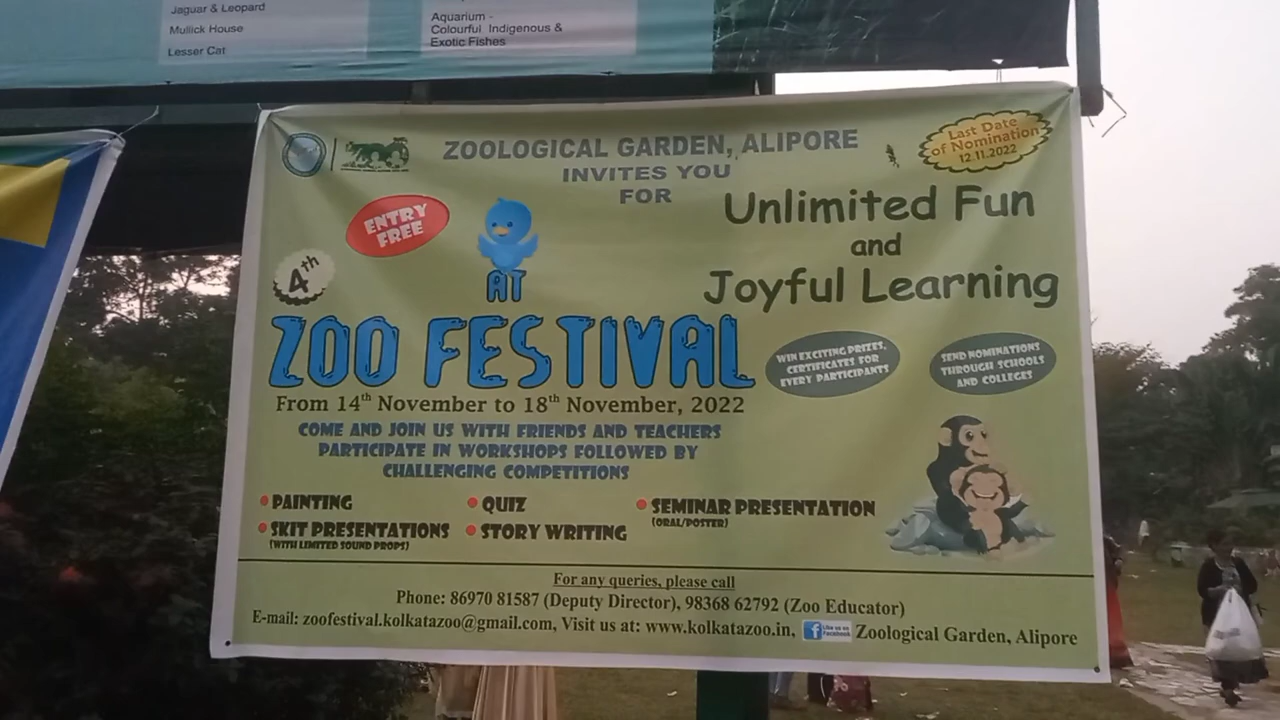 Jaguar & Leopard
Mullick House
Lesser Cat
Aquarium -
Colourful Indigenous &
Exotic Fishes
ZOOLOGICAL GARDEN, ALIPORE
INVITES YOU
FOR
Last Date
of Nomination
12.11.2022
Unlimited Fun
and
Joyful Learning
ENTRY
FREE
4th
AT
ZOO FESTIVAL
From 14th November to 18th November, 2022
WIN EXCITING PRIZES,
CERTIFICATES FOR
EVERY PARTICIPANTS
SEND NOMINATIONS
THROUGH SCHOOLS
AND COLLEGES
COME AND JOIN US WITH FRIENDS AND TEACHERS
PARTICIPATE IN WORKSHOPS FOLLOWED BY
CHALLENGING COMPETITIONS
• PAINTING
• QUIZ
• SEMINAR PRESENTATION
(ORAL/POSTER)
• SKIT PRESENTATIONS
(WITH LIMITED SOUND PROPS)
• STORY WRITING
For any queries, please call
Phone: 86970 81587 (Deputy Director), 98368 62792 (Zoo Educator)
E-mail: zoofestival.kolkatazoo@gmail.com, Visit us at: www.kolkatazoo.in, f Like us on Facebook Zoological Garden, Alipore